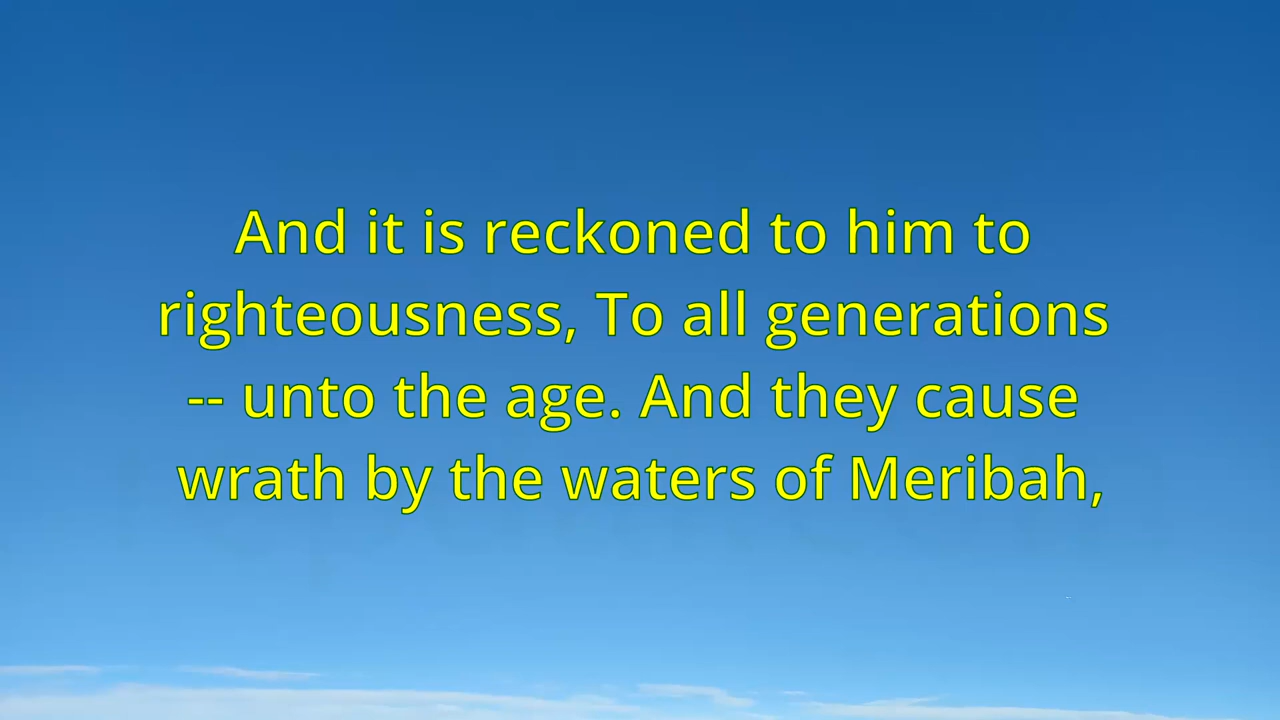 And it is reckoned to him to
righteousness, To all generations
-- unto the age. And they cause
wrath by the waters of Meribah,